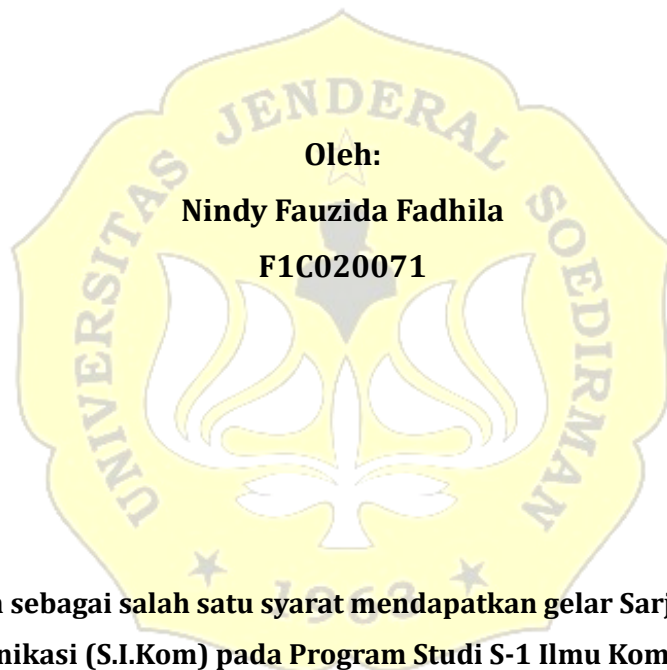 UNIVERSITAS JENDERAL SOEDIRMAN
Oleh:
Nindy Fauzida Fadhila
F1C020071
1963
sebagai salah satu syarat mendapatkan gelar
(S.I.Kom) pada Program Studi S-1 Ilmu